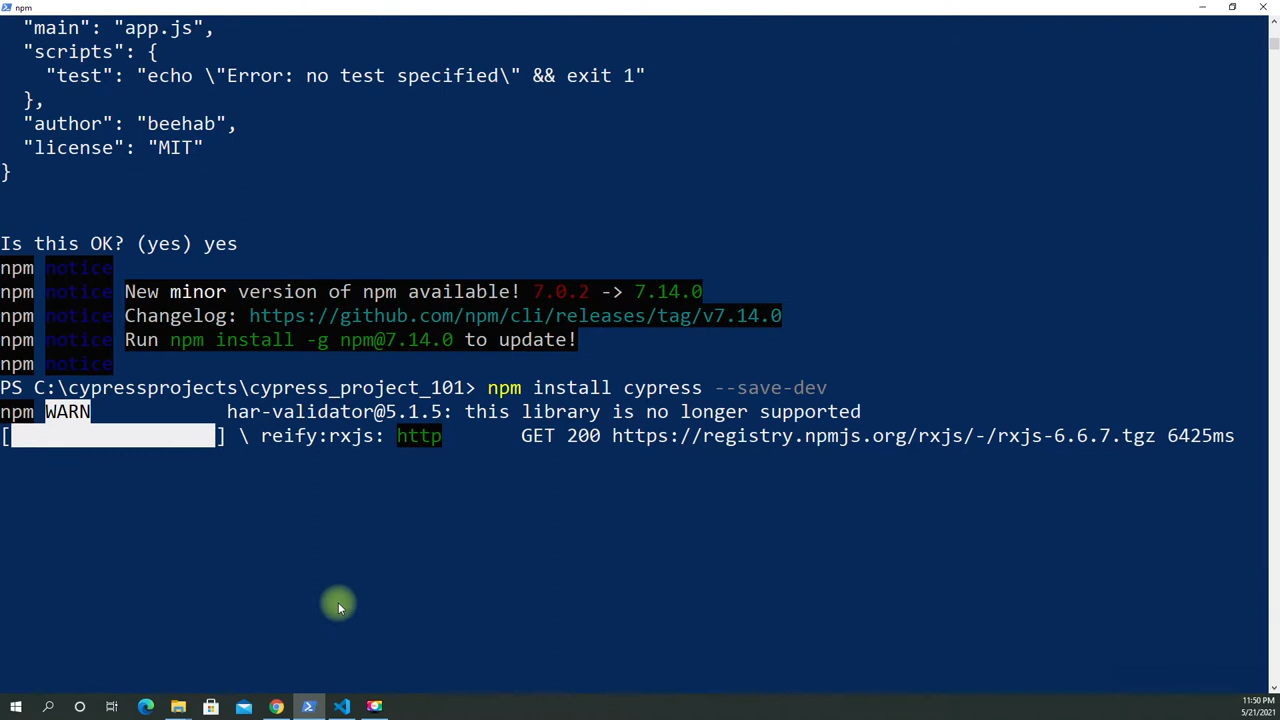 npm
"main": "app.js",
"scripts": {
"test": "echo \"Error: no test specified\" && exit 1"
},
"author": "beehab",
"license": "MIT"
}
Is this OK? (yes) yes
npm notice
npm notice New minor version of npm available! 7.0.2 -> 7.14.0
npm notice Changelog: https://github.com/npm/cli/releases/tag/v7.14.0
npm notice Run npm install -g npm@7.14.0 to update!
npm notice
PS C:\cypressprojects\cypress_project_101> npm install cypress --save-dev
npm WARN har-validator@5.1.5: this library is no longer supported
[ ] \ reify:rxjs: http GET 200 https://registry.npmjs.org/rxjs/-/rxjs-6.6.7.tgz 6425ms
11:50 PM
5/21/2021